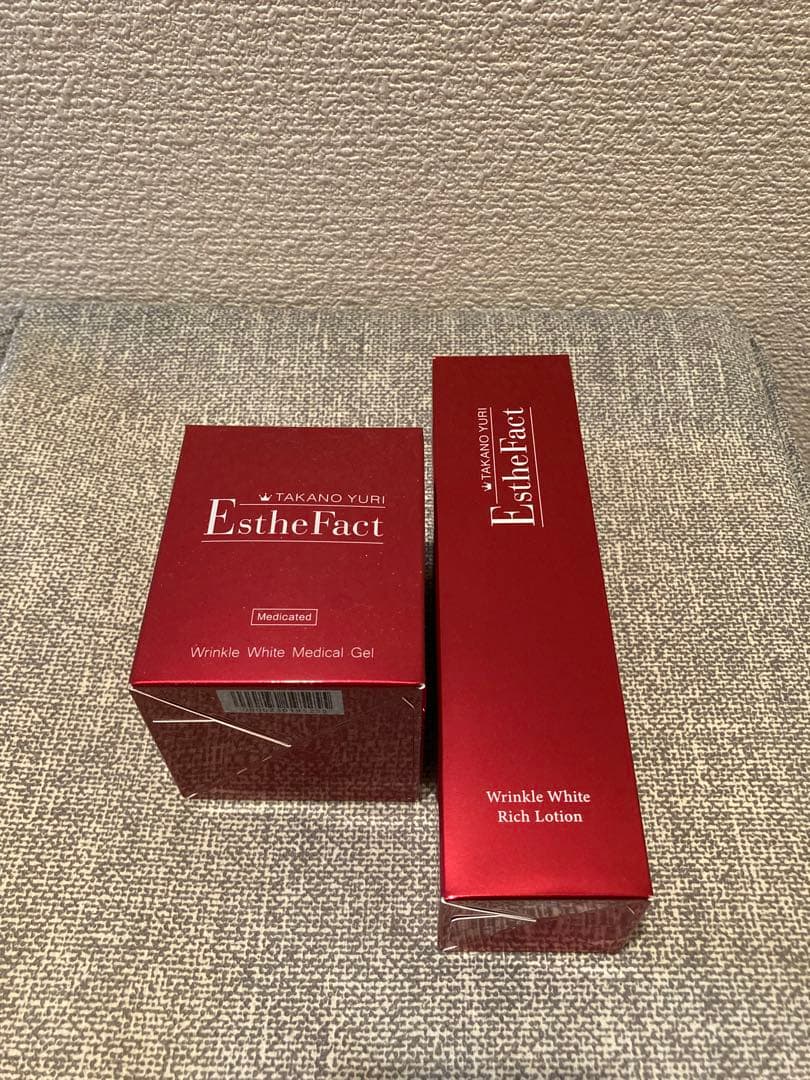 TAKANO YURI
EstheFact
Medicated
Wrinkle White Medical Gel
TAKANO YURI
EstheFact
Wrinkle White
Rich Lotion